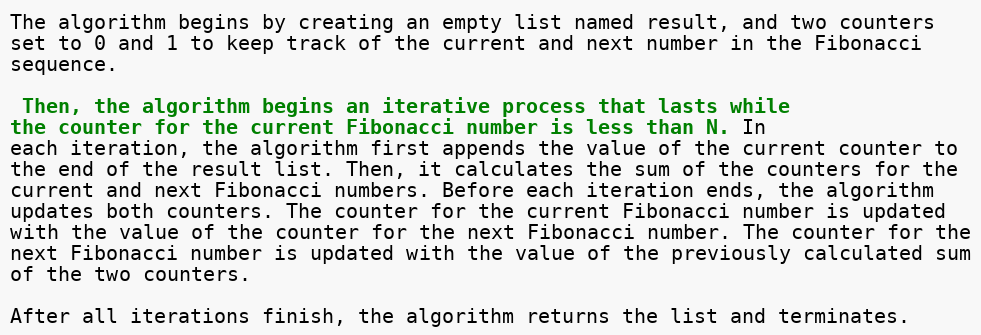 The algorithm begins by creating an empty list named result, and two counters
set to 0 and 1 to keep track of the current and next number in the Fibonacci
sequence.
Then, the algorithm begins an iterative process that lasts while
the counter for the current Fibonacci number is less than N. In
each iteration, the algorithm first appends the value of the current counter to
the end of the result list. Then, it calculates the sum of the counters for the
current and next Fibonacci numbers. Before each iteration ends, the algorithm
updates both counters. The counter for the current Fibonacci number is updated
with the value of the counter for the next Fibonacci number. The counter for the
next Fibonacci number is updated with the value of the previously calculated sum
of the two counters.
After all iterations finish, the algorithm returns the list and terminates.